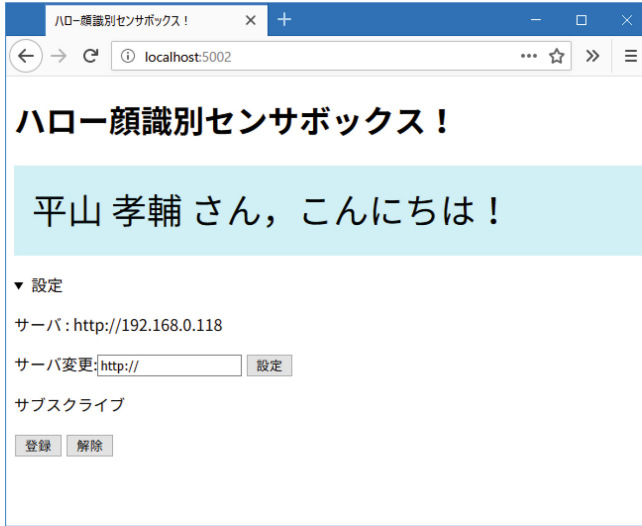 ハロー顔識別センサボックス！
localhost:5002
ハロー顔識別センサボックス！
平山 孝輔 さん，こんにちは！
▼ 設定
サーバ : http://192.168.0.118
サーバ変更:http:// 設定
サブスクライブ
登録 解除